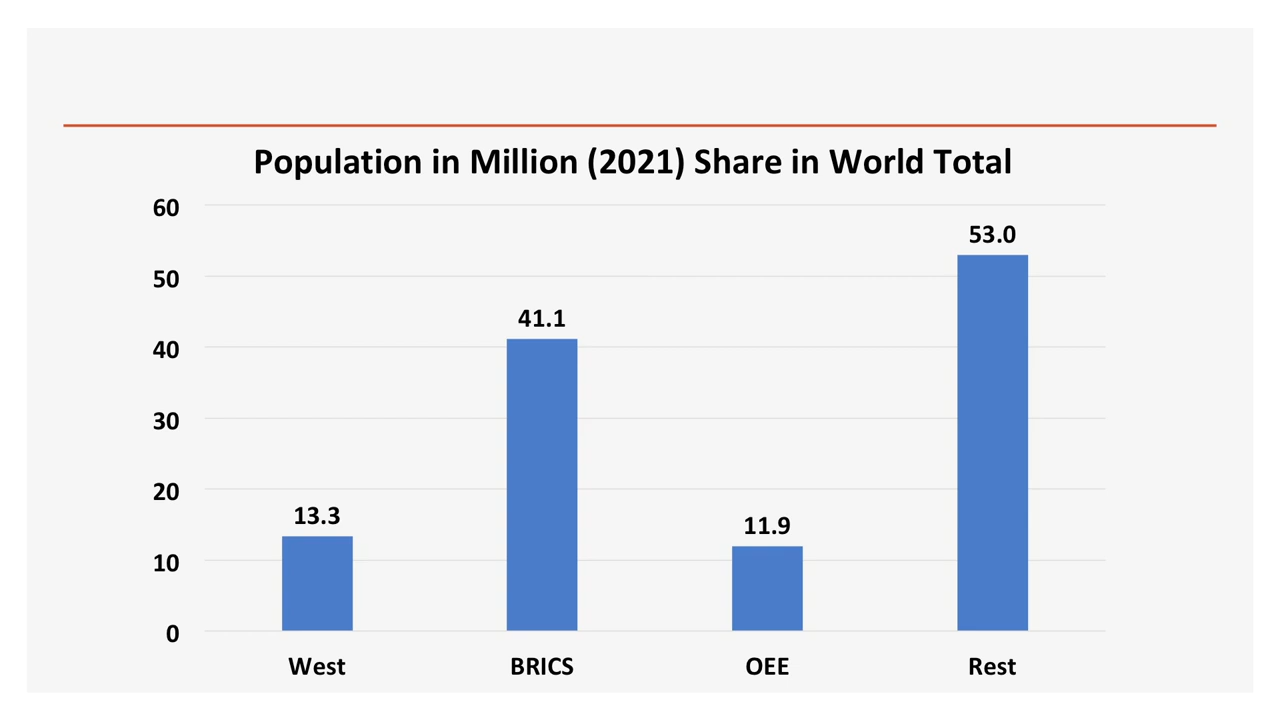 Population in Million (2021) Share in World Total
60
50
40
30
20
10
0
13.3
41.1
11.9
53.0
West
BRICS
OEE
Rest